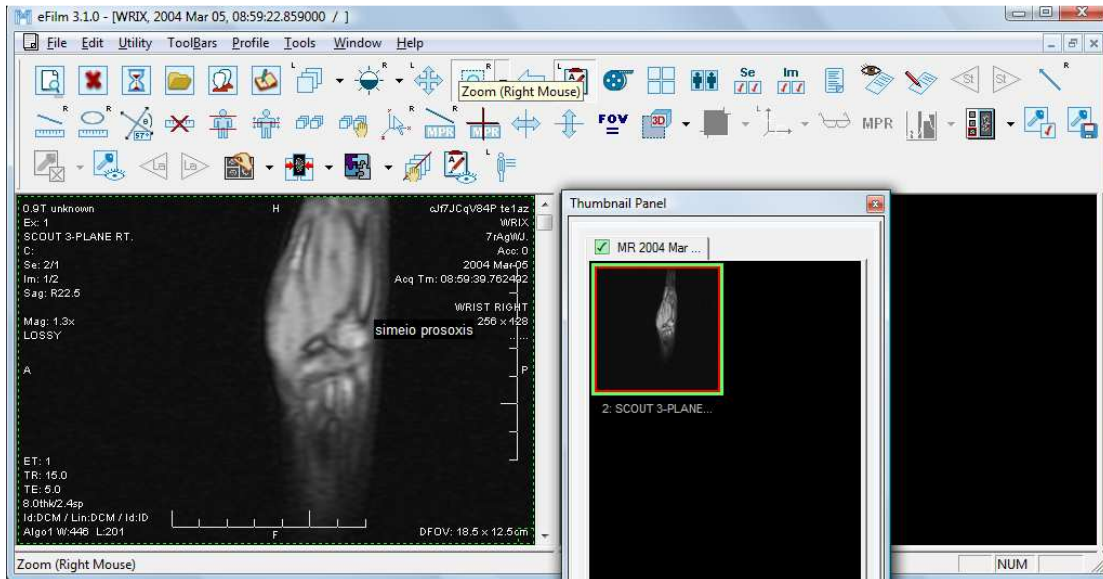 eFilm 3.1.0 - [WRIX, 2004 Mar 05, 08:59:22.859000 / ]
File Edit Utility ToolBars Profile Tools Window Help
L R L R L R R
Se Im St St
Zoom (Right Mouse)
R R R R R L
57° MPR MPR FOV 3D MPR
La La L
0.9T unknown
Ex: 1
SCOUT 3-PLANE RT.
C:
Se: 2/1
Im: 1/2
Sag: R22.5
Mag: 1.3x
LOSSY
H
cJf7JCqV84P te1az
WRIX
7rAgWJ.
Acc: 0
2004 Mar 05
Acq Tm: 08:59:39.762492
WRIST RIGHT
256 x 128
simeio prosoxis
A
P
ET: 1
TR: 15.0
TE: 5.0
8.0thk/2.4sp
Id:DCM / Lin:DCM / Id:ID
Algo1 W:446 L:201
F
DFOV: 18.5 x 12.5cm
Thumbnail Panel
MR 2004 Mar ...
2: SCOUT 3-PLANE...
Zoom (Right Mouse)
NUM